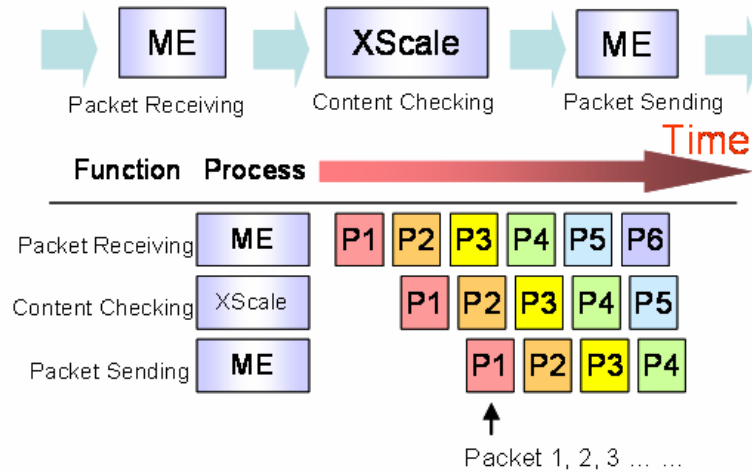 ME XScale ME
Packet Receiving Content Checking Packet Sending
Time
Function Process
Packet Receiving ME P1 P2 P3 P4 P5 P6
Content Checking XScale P1 P2 P3 P4 P5
Packet Sending ME P1 P2 P3 P4
Packet 1, 2, 3 ... ...